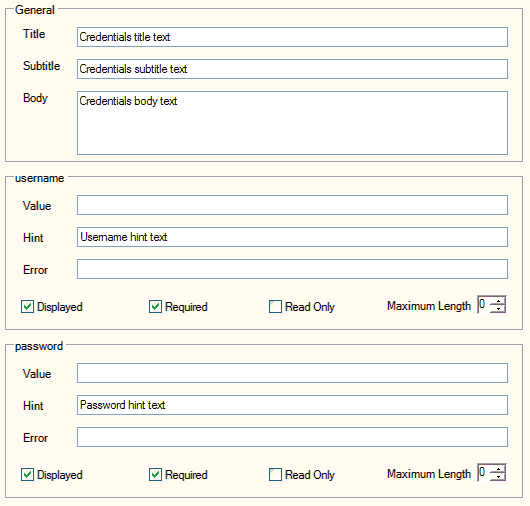 General
Title Credentials title text
Subtitle Credentials subtitle text
Body Credentials body text
username
Value
Hint Username hint text
Error
Displayed Required Read Only Maximum Length 0
password
Value
Hint Password hint text
Error
Displayed Required Read Only Maximum Length 0